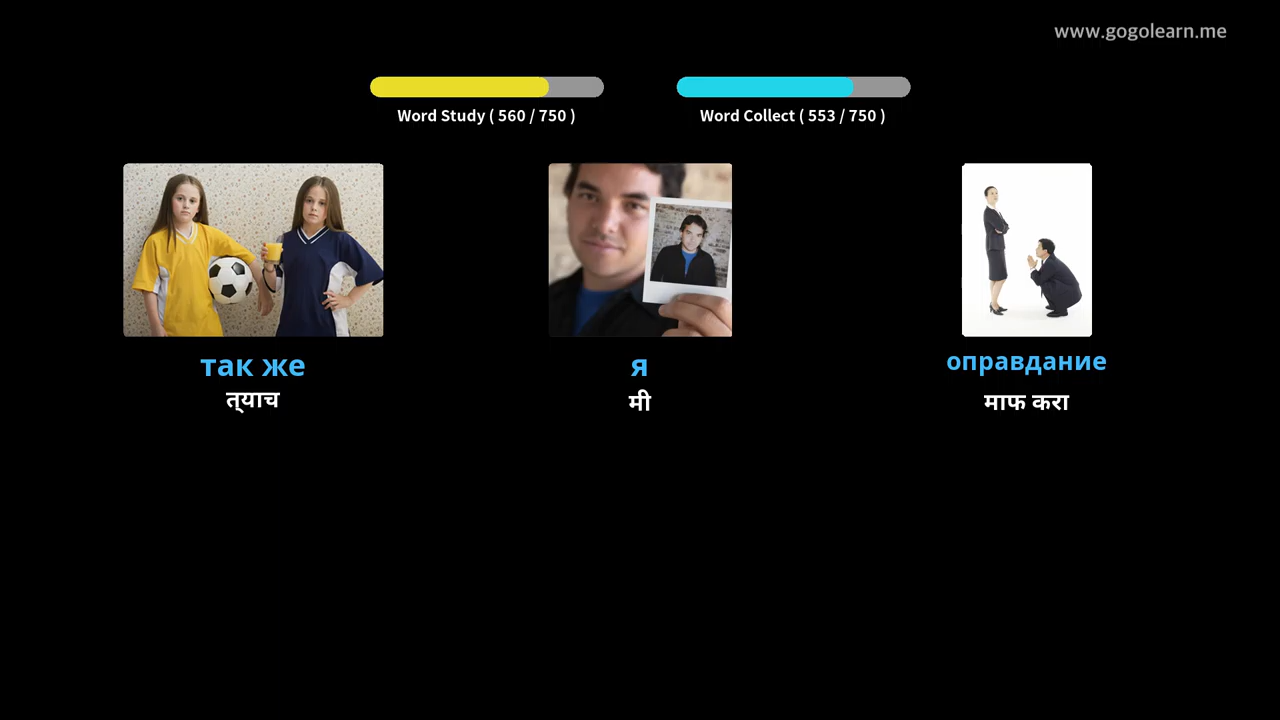 www.gogolearn.me
Word Study ( 560 / 750 )
Word Collect ( 553 / 750 )
так же
я
оправдание
त्‌याच
मी
माफ करा